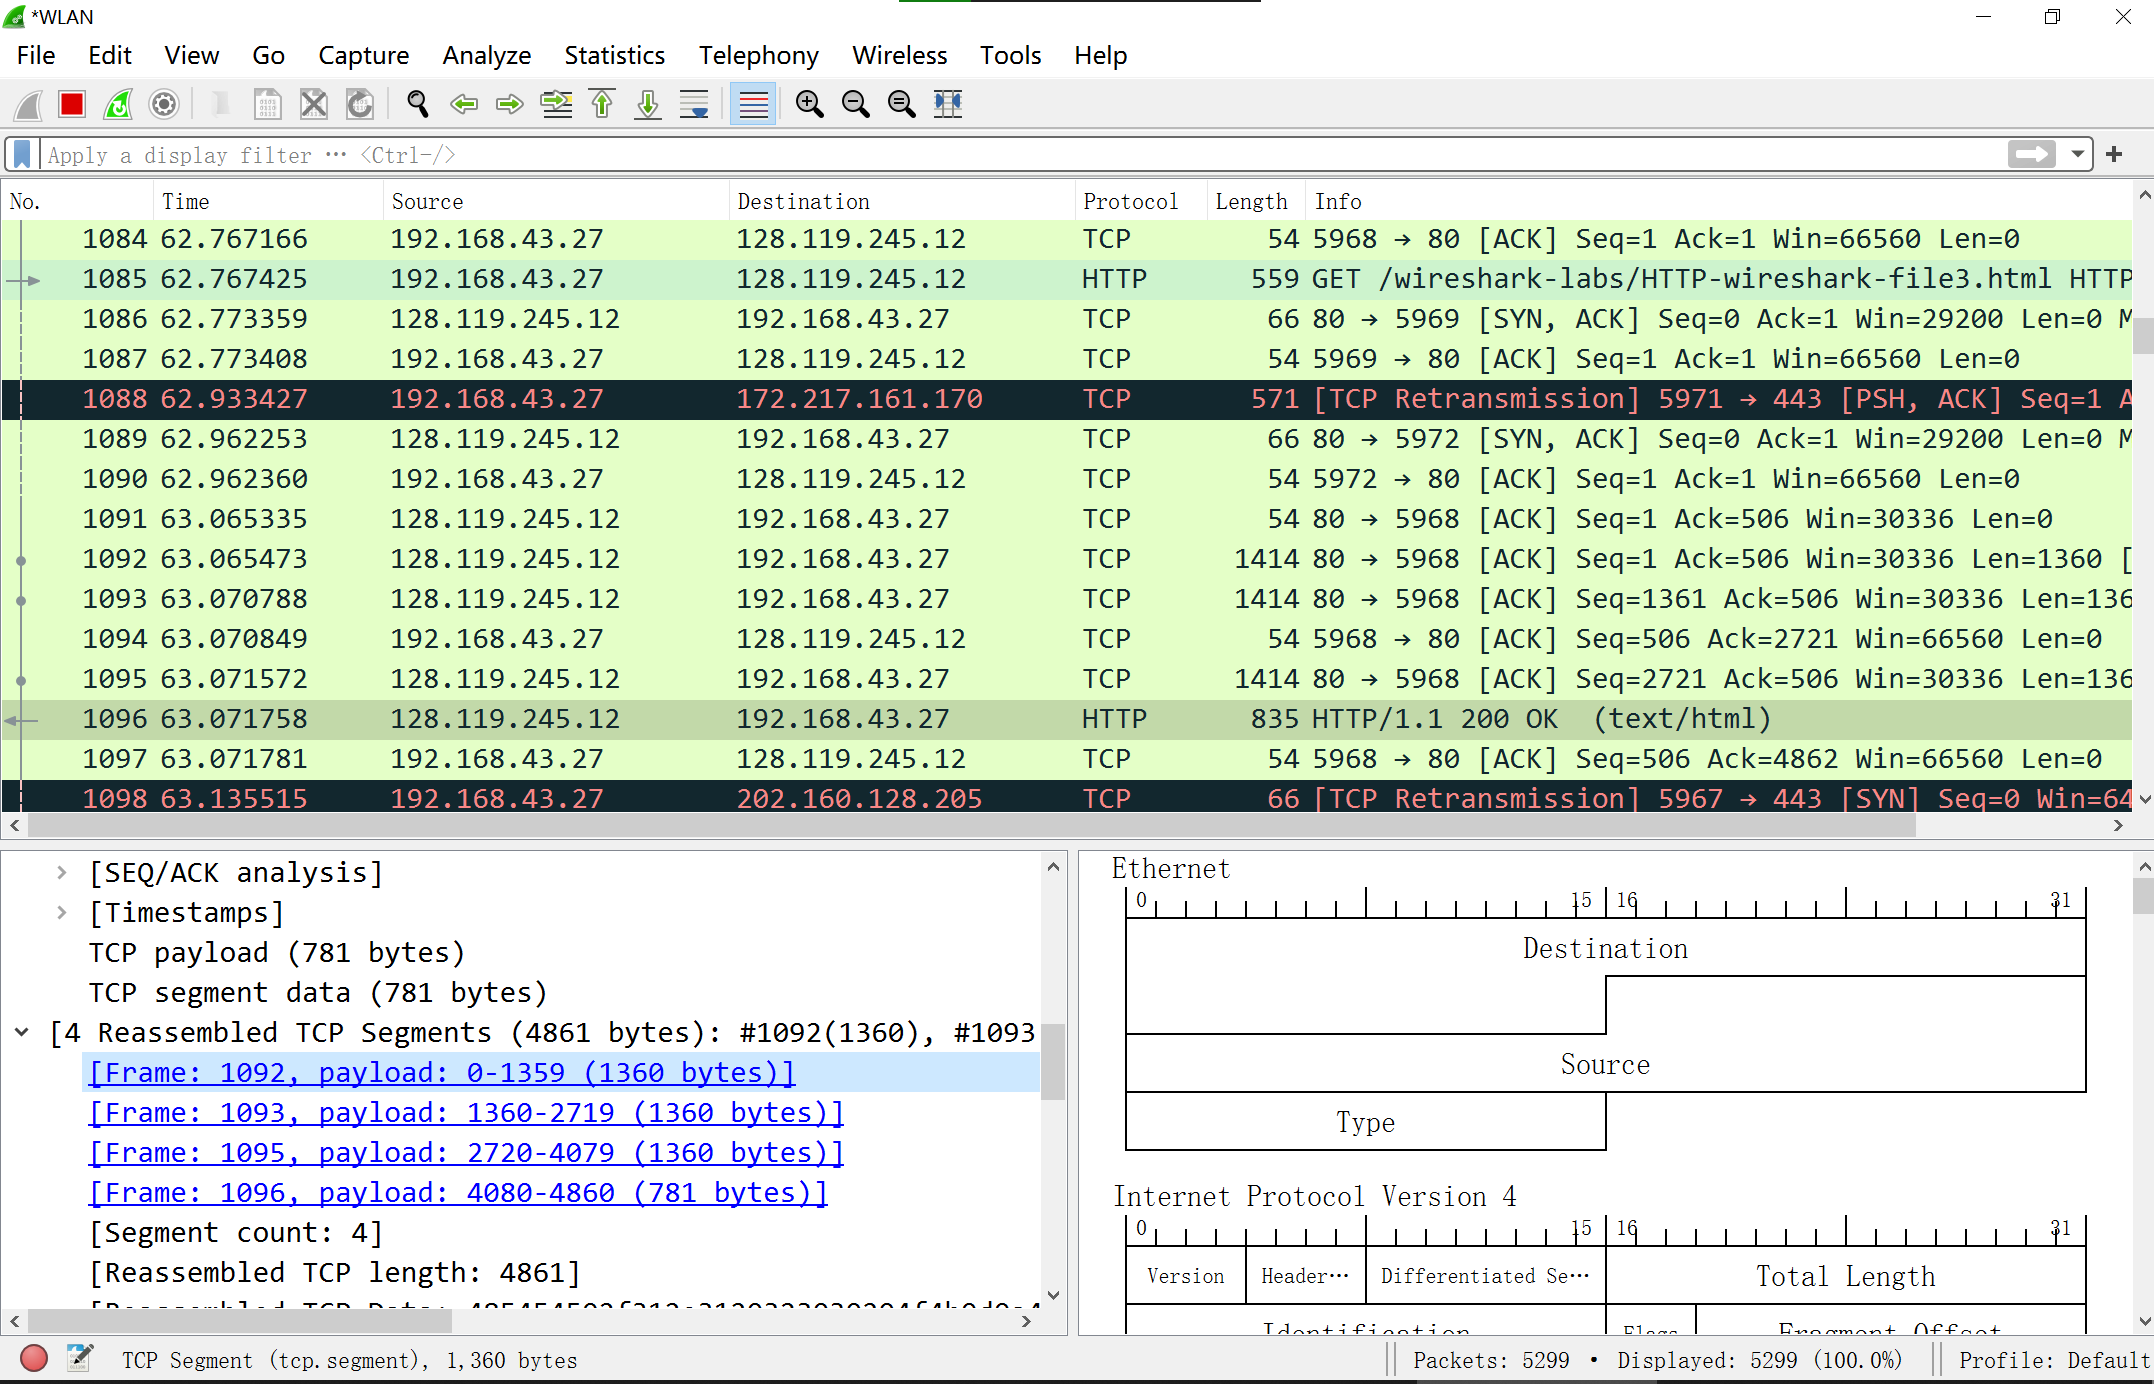 *WLAN
File Edit View Go Capture Analyze Statistics Telephony Wireless Tools Help
Apply a display filter ··· <Ctrl-/>
No. Time Source Destination Protocol Length Info
1084 62.767166 192.168.43.27 128.119.245.12 TCP 54 5968 → 80 [ACK] Seq=1 Ack=1 Win=66560 Len=0
1085 62.767425 192.168.43.27 128.119.245.12 HTTP 559 GET /wireshark-labs/HTTP-wireshark-file3.html HTTP
1086 62.773359 128.119.245.12 192.168.43.27 TCP 66 80 → 5969 [SYN, ACK] Seq=0 Ack=1 Win=29200 Len=0 M
1087 62.773408 192.168.43.27 128.119.245.12 TCP 54 5969 → 80 [ACK] Seq=1 Ack=1 Win=66560 Len=0
1088 62.933427 192.168.43.27 172.217.161.170 TCP 571 [TCP Retransmission] 5971 → 443 [PSH, ACK] Seq=1 A
1089 62.962253 128.119.245.12 192.168.43.27 TCP 66 80 → 5972 [SYN, ACK] Seq=0 Ack=1 Win=29200 Len=0 M
1090 62.962360 192.168.43.27 128.119.245.12 TCP 54 5972 → 80 [ACK] Seq=1 Ack=1 Win=66560 Len=0
1091 63.065335 128.119.245.12 192.168.43.27 TCP 54 80 → 5968 [ACK] Seq=1 Ack=506 Win=30336 Len=0
1092 63.065473 128.119.245.12 192.168.43.27 TCP 1414 80 → 5968 [ACK] Seq=1 Ack=506 Win=30336 Len=1360 [
1093 63.070788 128.119.245.12 192.168.43.27 TCP 1414 80 → 5968 [ACK] Seq=1361 Ack=506 Win=30336 Len=136
1094 63.070849 192.168.43.27 128.119.245.12 TCP 54 5968 → 80 [ACK] Seq=506 Ack=2721 Win=66560 Len=0
1095 63.071572 128.119.245.12 192.168.43.27 TCP 1414 80 → 5968 [ACK] Seq=2721 Ack=506 Win=30336 Len=136
1096 63.071758 128.119.245.12 192.168.43.27 HTTP 835 HTTP/1.1 200 OK (text/html)
1097 63.071781 192.168.43.27 128.119.245.12 TCP 54 5968 → 80 [ACK] Seq=506 Ack=4862 Win=66560 Len=0
1098 63.135515 192.168.43.27 202.160.128.205 TCP 66 [TCP Retransmission] 5967 → 443 [SYN] Seq=0 Win=64
[SEQ/ACK analysis]
[Timestamps]
TCP payload (781 bytes)
TCP segment data (781 bytes)
[4 Reassembled TCP Segments (4861 bytes): #1092(1360), #1093
[Frame: 1092, payload: 0-1359 (1360 bytes)]
[Frame: 1093, payload: 1360-2719 (1360 bytes)]
[Frame: 1095, payload: 2720-4079 (1360 bytes)]
[Frame: 1096, payload: 4080-4860 (781 bytes)]
[Segment count: 4]
[Reassembled TCP length: 4861]
[Reassembled TCP Data:
Ethernet
0 15 16 31
Destination
Source
Type
Internet Protocol Version 4
0 15 16 31
Version Header··· Differentiated Se··· Total Length
Identification Flags Fragment Offset
TCP Segment (tcp.segment), 1,360 bytes
Packets: 5299 • Displayed: 5299 (100.0%)
Profile: Default